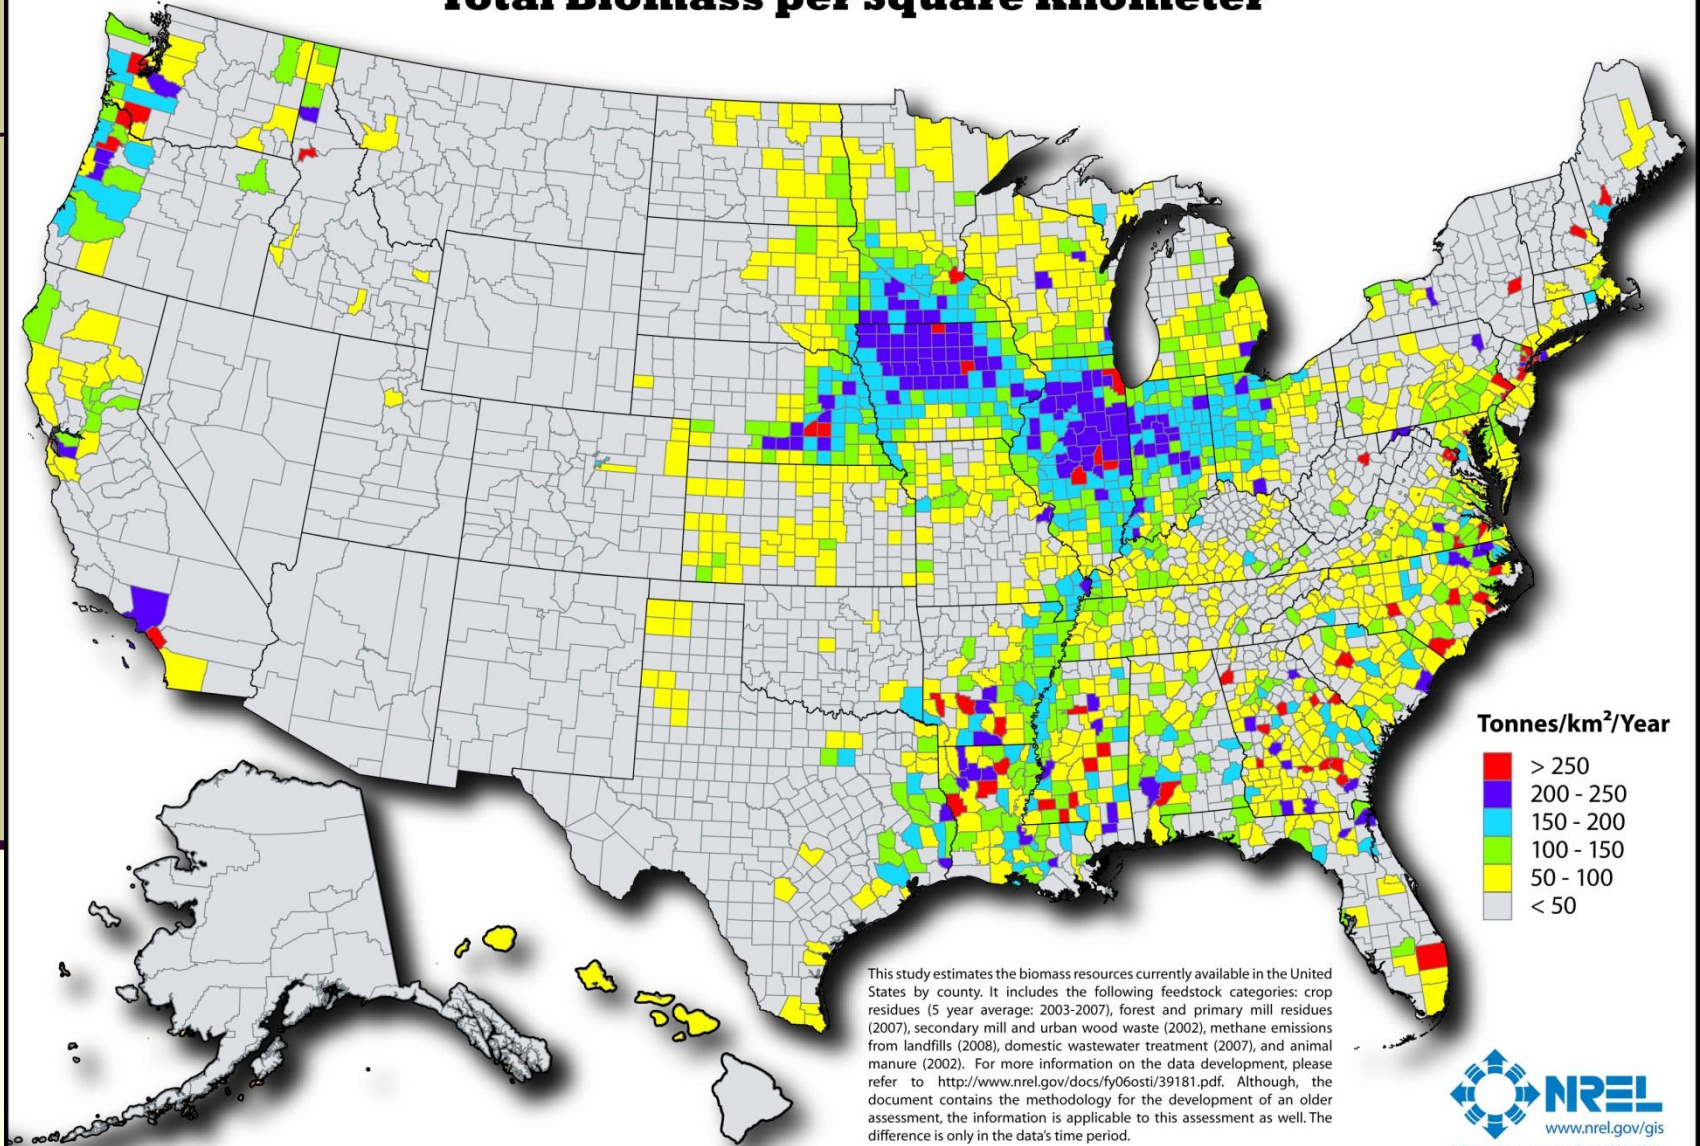 Total Biomass per Square Kilometer
Tonnes/km²/Year
> 250
200 - 250
150 - 200
100 - 150
50 - 100
< 50
This study estimates the biomass resources currently available in the United
States by county. It includes the following feedstock categories: crop
residues (5 year average: 2003-2007), forest and primary mill residues
(2007), secondary mill and urban wood waste (2002), methane emissions
from landfills (2008), domestic wastewater treatment (2007), and animal
manure (2002). For more information on the data development, please
refer to http://www.nrel.gov/docs/fy06osti/39181.pdf. Although, the
document contains the methodology for the development of an older
assessment, the information is applicable to this assessment as well. The
difference is only in the data's time period.
NREL
www.nrel.gov/gis